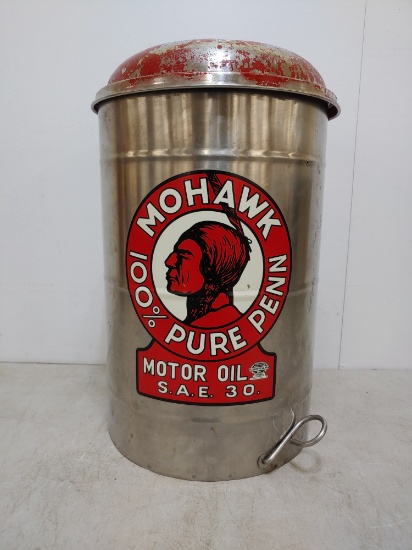 MOHAWK
100% PURE PENN
MOTOR OIL
S.A.E. 30.